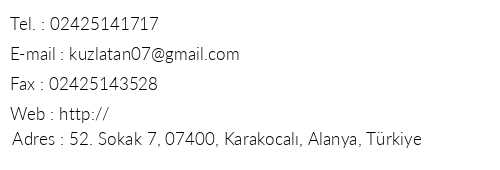 Tel. : 02425141717
E-mail : kuzlatan07@gmail.com
Fax : 02425143528
Web : http://
Adres : 52. Sokak 7, 07400, Karakocalı, Alanya, Türkiye